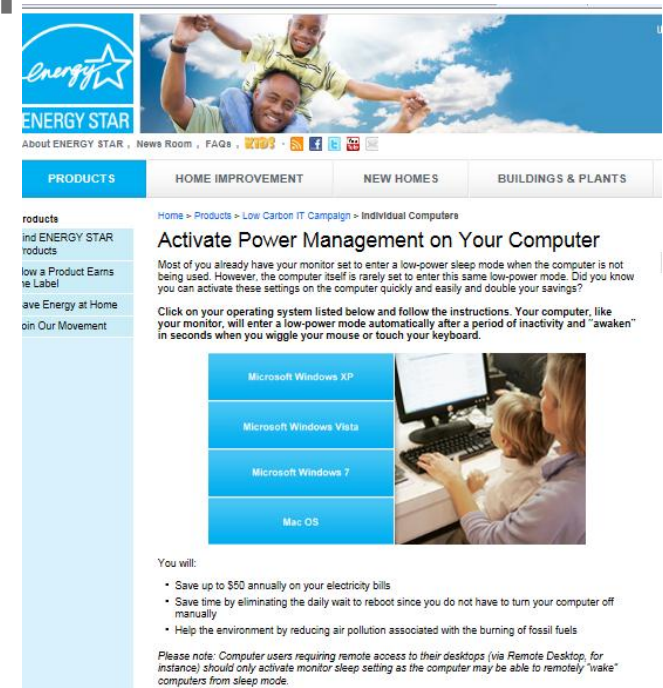 energy
ENERGY STAR
About ENERGY STAR , News Room , FAQs , KIDS -
PRODUCTS
HOME IMPROVEMENT
NEW HOMES
BUILDINGS & PLANTS
roducts
ind ENERGY STAR
roducts
ow a Product Earns
e Label
ave Energy at Home
oin Our Movement
Home > Products > Low Carbon IT Campaign > Individual Computers
Activate Power Management on Your Computer
Most of you already have your monitor set to enter a low-power sleep mode when the computer is not
being used. However, the computer itself is rarely set to enter this same low-power mode. Did you know
you can activate these settings on the computer quickly and easily and double your savings?
Click on your operating system listed below and follow the instructions. Your computer, like
your monitor, will enter a low-power mode automatically after a period of inactivity and "awaken"
in seconds when you wiggle your mouse or touch your keyboard.
Microsoft Windows XP
Microsoft Windows Vista
Microsoft Windows 7
Mac OS
You will:
• Save up to $50 annually on your electricity bills
• Save time by eliminating the daily wait to reboot since you do not have to turn your computer off
manually
• Help the environment by reducing air pollution associated with the burning of fossil fuels
Please note: Computer users requiring remote access to their desktops (via Remote Desktop, for
instance) should only activate monitor sleep setting as the computer may be able to remotely "wake"
computers from sleep mode.